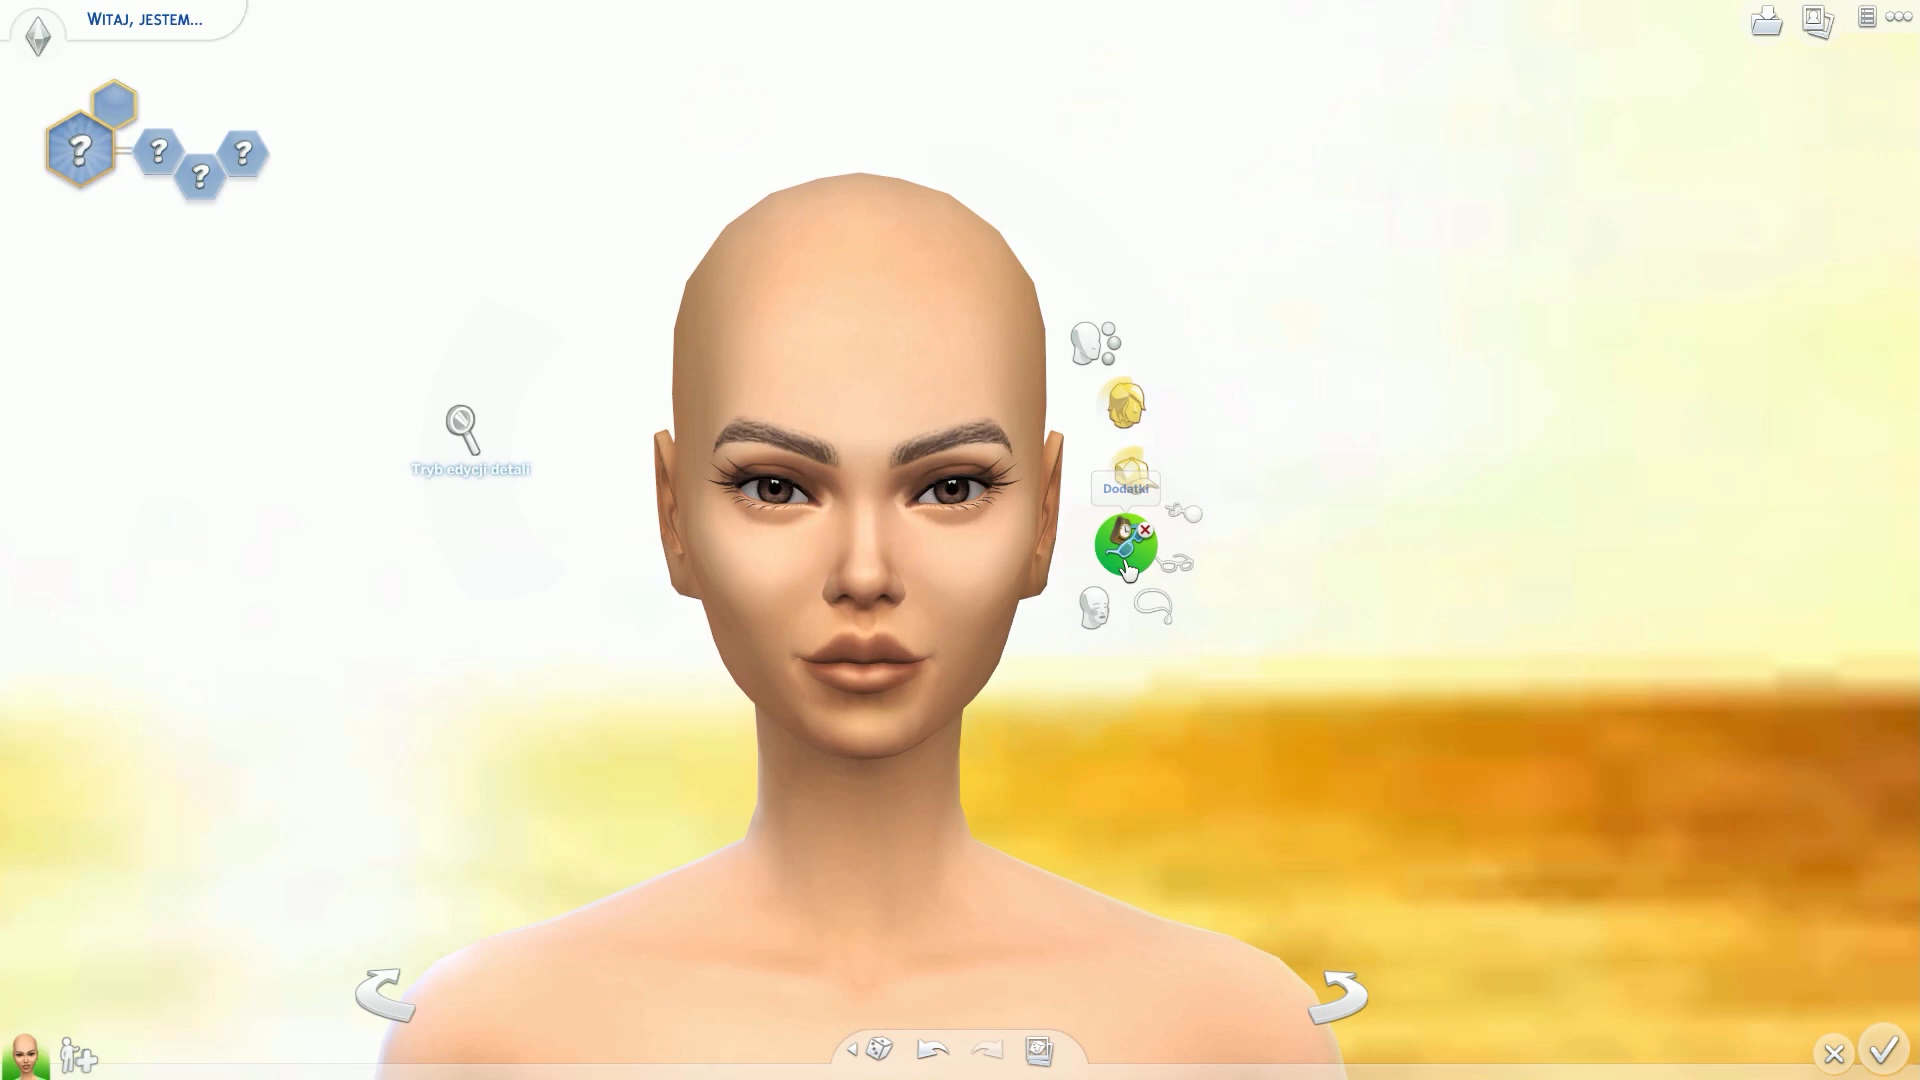 Witaj, jestem...
? ? ? ?
Tryb edycji detali
Dodatki